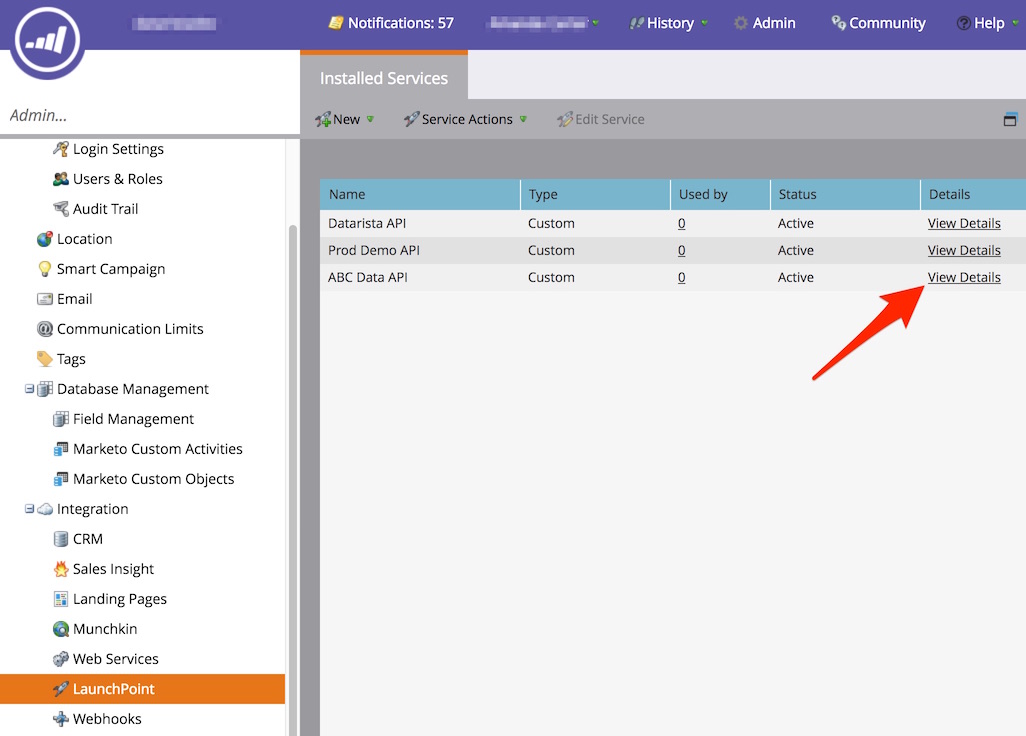 Notifications: 57 History Admin Community Help
Installed Services
Admin...
New Service Actions Edit Service
Login Settings
Users & Roles
Audit Trail
Location
Smart Campaign
Email
Communication Limits
Tags
Database Management
Field Management
Marketo Custom Activities
Marketo Custom Objects
Integration
CRM
Sales Insight
Landing Pages
Munchkin
Web Services
LaunchPoint
Webhooks
Name Type Used by Status Details
Datarista API Custom 0 Active View Details
Prod Demo API Custom 0 Active View Details
ABC Data API Custom 0 Active View Details